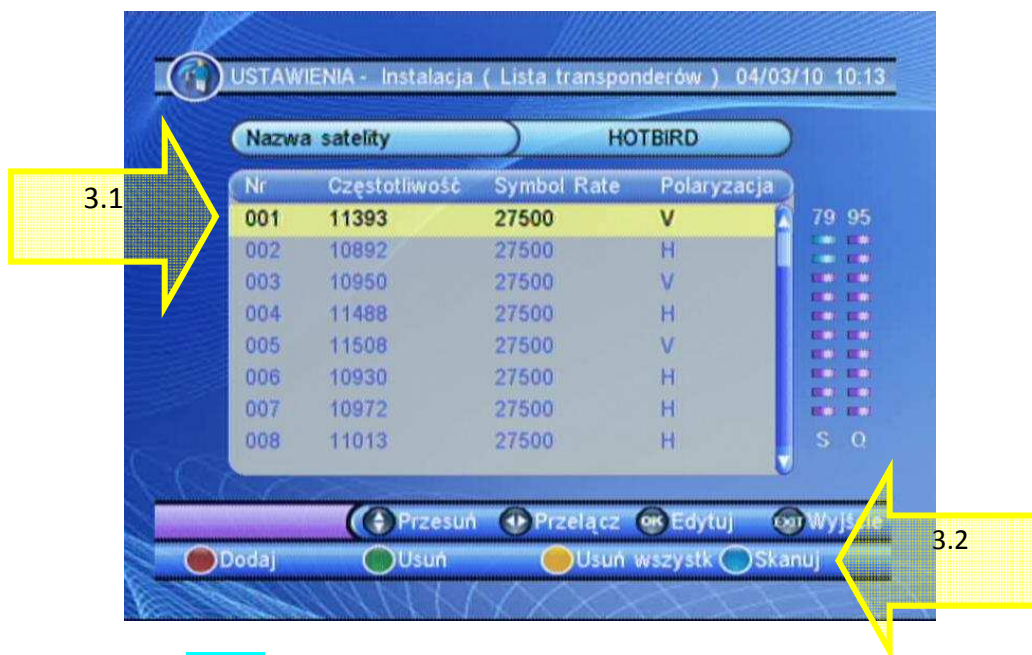 USTAWIENIA - Instalacja ( Lista transponderów ) 04/03/10 10:13
Nazwa satelity HOTBIRD
3.1
Nr Częstotliwość Symbol Rate Polaryzacja
001 11393 27500 V 79 95
002 10892 27500 H
003 10950 27500 V
004 11488 27500 H
005 11508 27500 V
006 10930 27500 H
007 10972 27500 H
008 11013 27500 H S Q
Przesuń Przełącz OK Edytuj EXIT Wyjście
3.2
Dodaj Usuń Usuń wszystk Skanuj